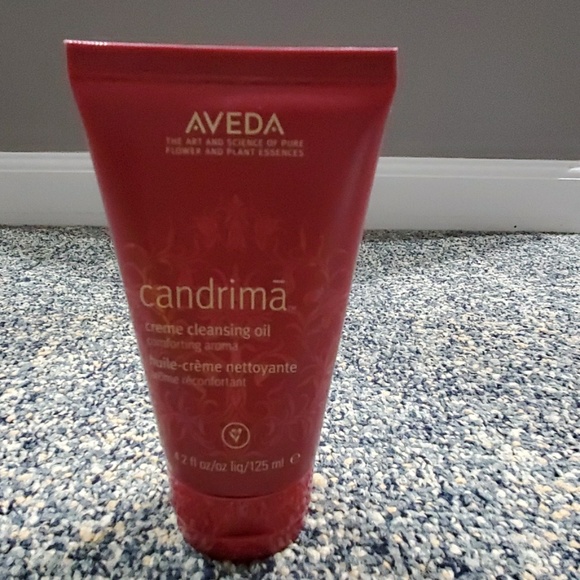 AVEDA
THE ART AND SCIENCE OF PURE
FLOWER AND PLANT ESSENCES
candrimā
creme cleansing oil
comforting aroma
huile-crème nettoyante
arôme réconfortant
4.2 fl oz/oz liq/125 ml ℮